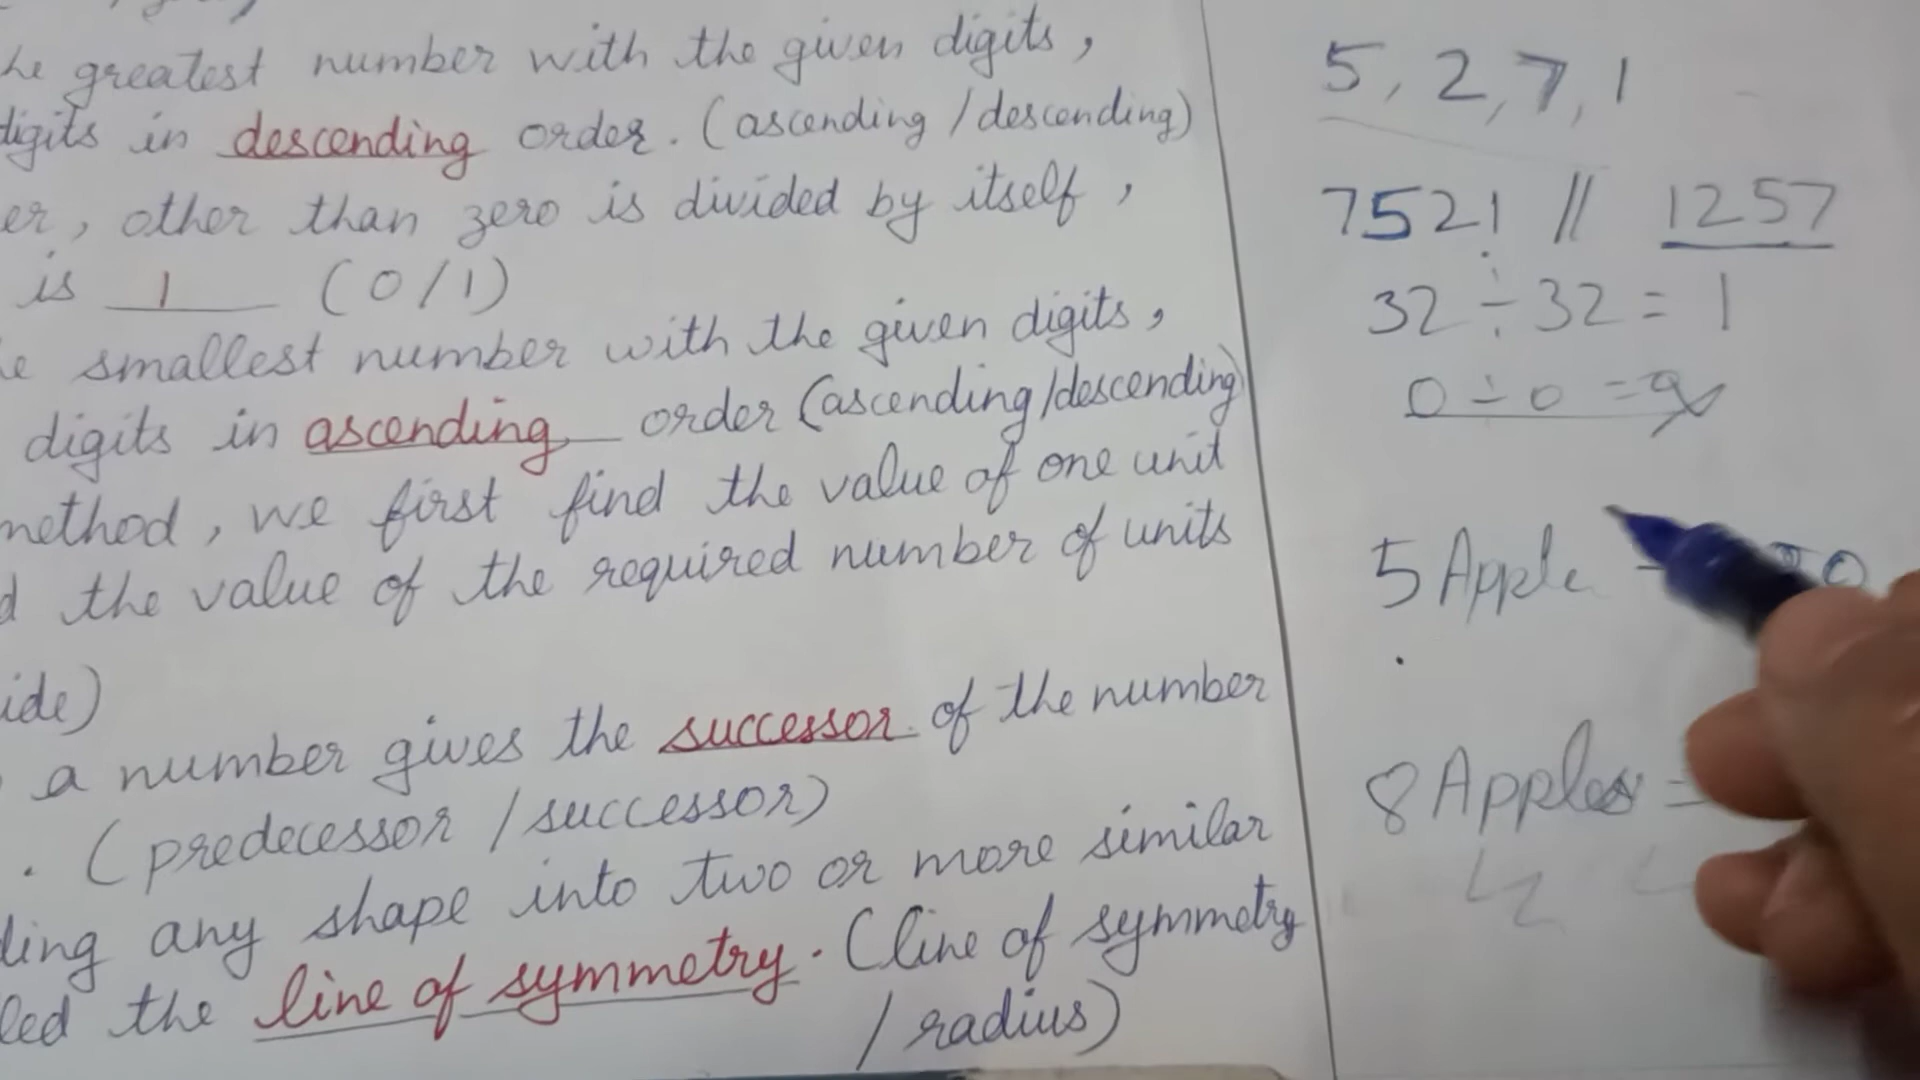 he greatest number with the given digits,
digits in descending order. (ascending / descending)
er, other than zero is divided by itself,
is 1 (0/1)
e smallest number with the given digits,
digits in ascending order (ascending/descending)
method, we first find the value of one unit
d the value of the required number of units
ide)
a number gives the successor of the number
. (predecessor / successor)
ding any shape into two or more similar
led the line of symmetry. (line of symmetry
/ radius)
5, 2, 7, 1
7521 // 1257
32 ÷ 32 = 1
0 ÷ 0 =
5 Apple
8 Apples =